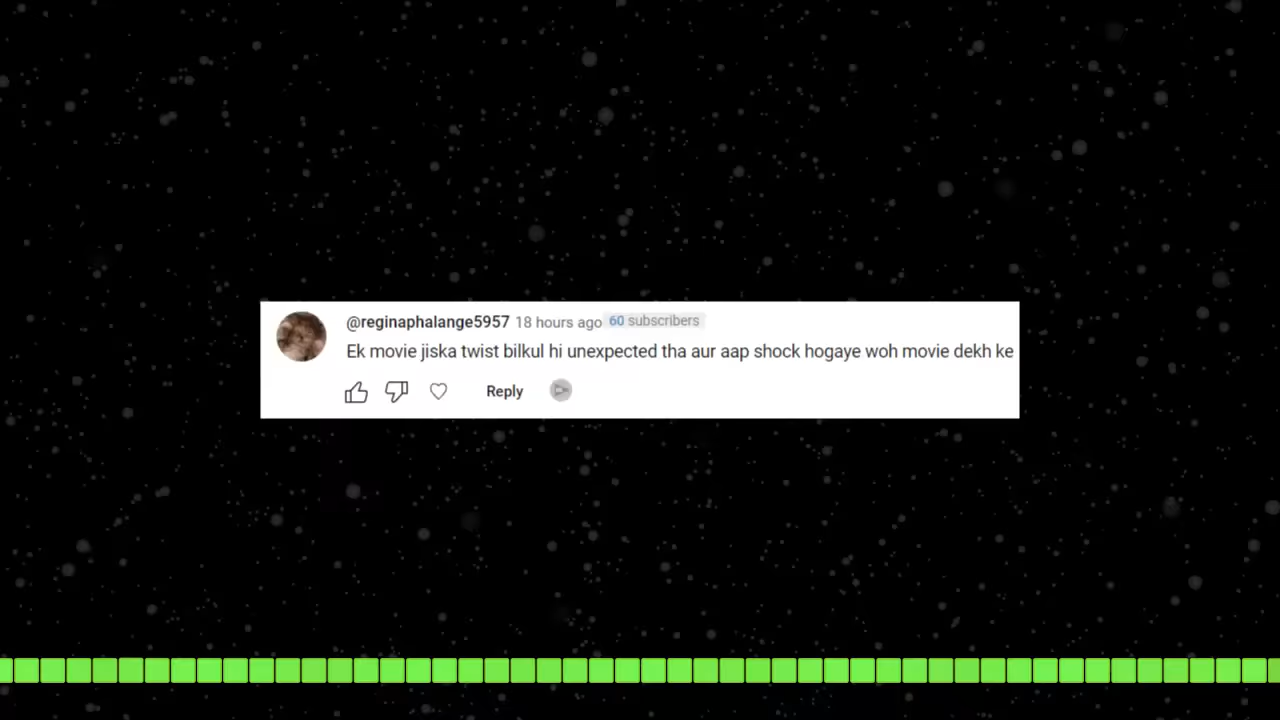 @reginaphalange5957 18 hours ago 60 subscribers
Ek movie jiska twist bilkul hi unexpected tha aur aap shock hogaye woh movie dekh ke
Reply